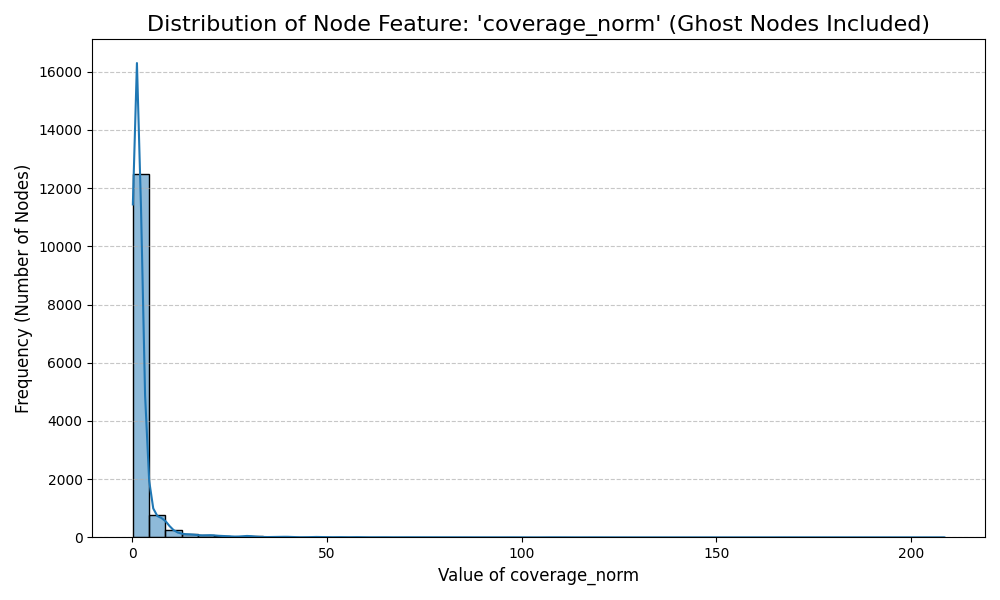 Distribution of Node Feature: 'coverage_norm' (Ghost Nodes Included)
Frequency (Number of Nodes)
16000
14000
12000
10000
8000
6000
4000
2000
0
0 50 100 150 200
Value of coverage_norm